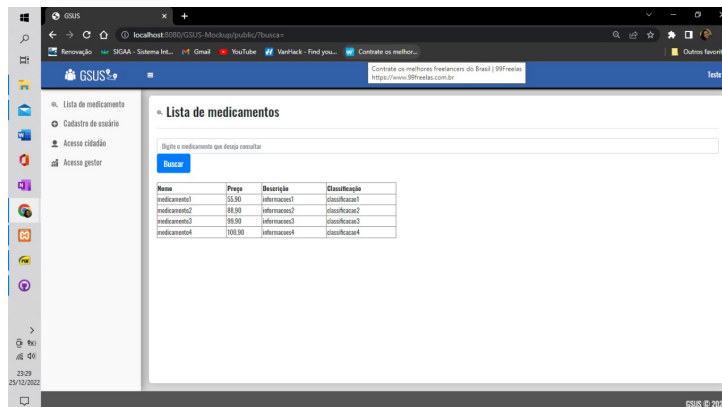 GSUS
localhost:8080/GSUS-Mockup/public/?busca=
Renovação
SIGAA - Sistema Int...
Gmail
YouTube
VanHack - Find you...
Contrate os melhor...
Outros favorit
Contrate os melhores freelancers do Brasil | 99Freelas
https://www.99freelas.com.br
GSUS
Teste
Lista de medicamento
Cadastro de usuário
Acesso cidadão
Acesso gestor
Lista de medicamentos
Digite o medicamento que deseja consultar
Buscar
Nome Preço Descrição Classificação
medicamento1 55,90 informacoes1 classificacao1
medicamento2 88,90 informacoes2 classificacao2
medicamento3 99,90 informacoes3 classificacao3
medicamento4 100,90 informacoes4 classificacao4
23:29
25/12/2022
GSUS © 202